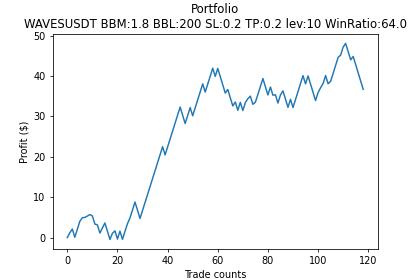 Portfolio
WAVESUSDT BBM:1.8 BBL:200 SL:0.2 TP:0.2 lev:10 WinRatio:64.0
50
40
30
20
10
0
Profit ($)
0 20 40 60 80 100 120
Trade counts